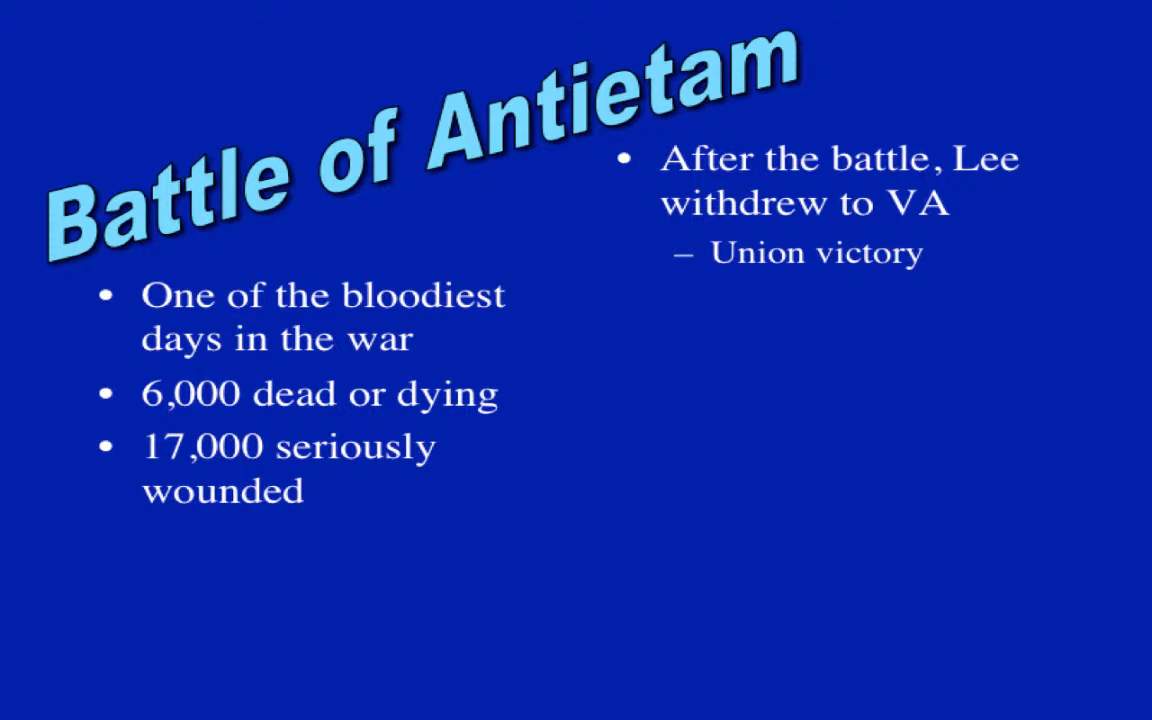 Battle of Antietam
• One of the bloodiest
days in the war
• 6,000 dead or dying
• 17,000 seriously
wounded
• After the battle, Lee
withdrew to VA
– Union victory